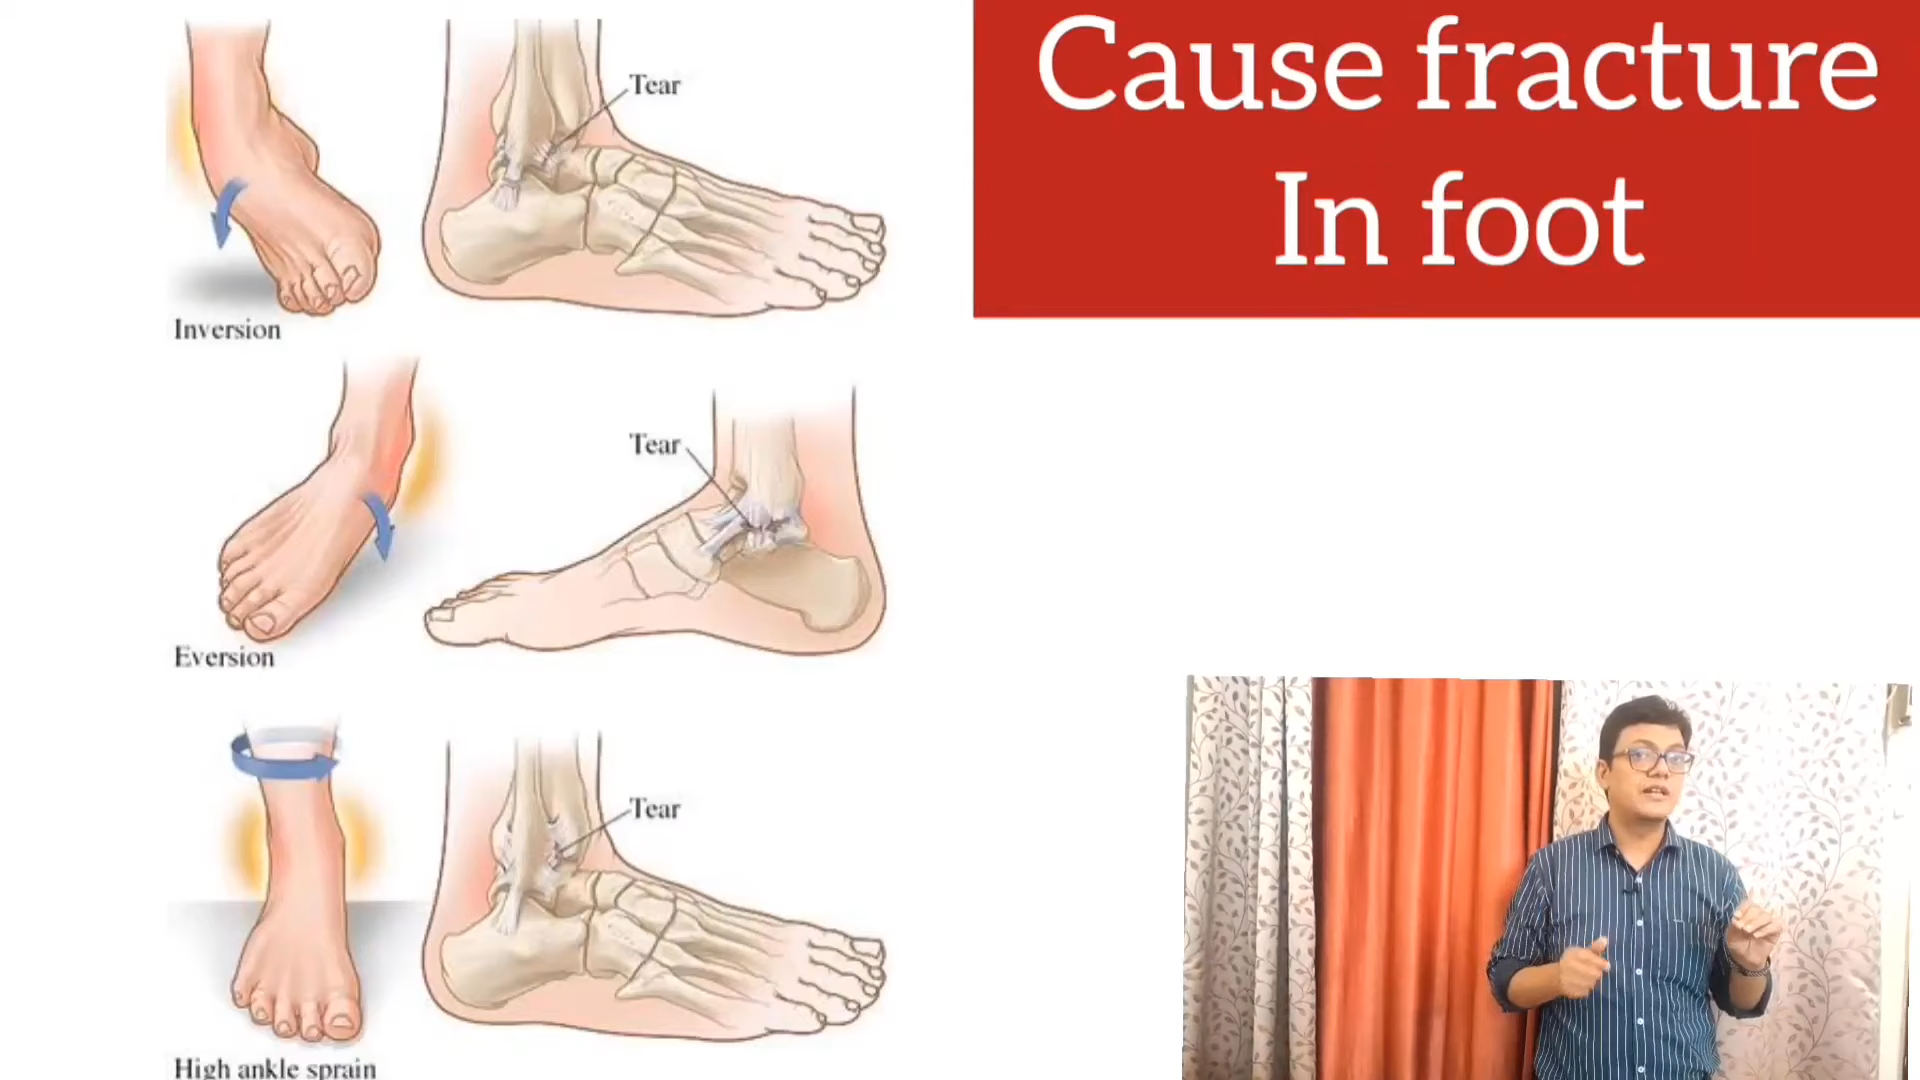 Cause fracture
In foot
Tear
Inversion
Tear
Eversion
Tear
High ankle sprain